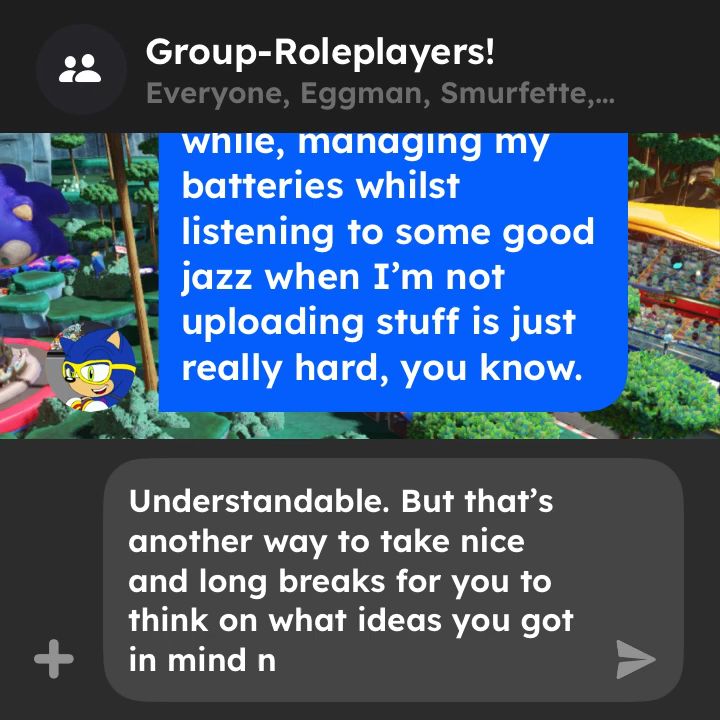 Group-Roleplayers!
Everyone, Eggman, Smurfette,...
while, managing my
batteries whilst
listening to some good
jazz when I’m not
uploading stuff is just
really hard, you know.
Understandable. But that’s
another way to take nice
and long breaks for you to
think on what ideas you got
in mind n